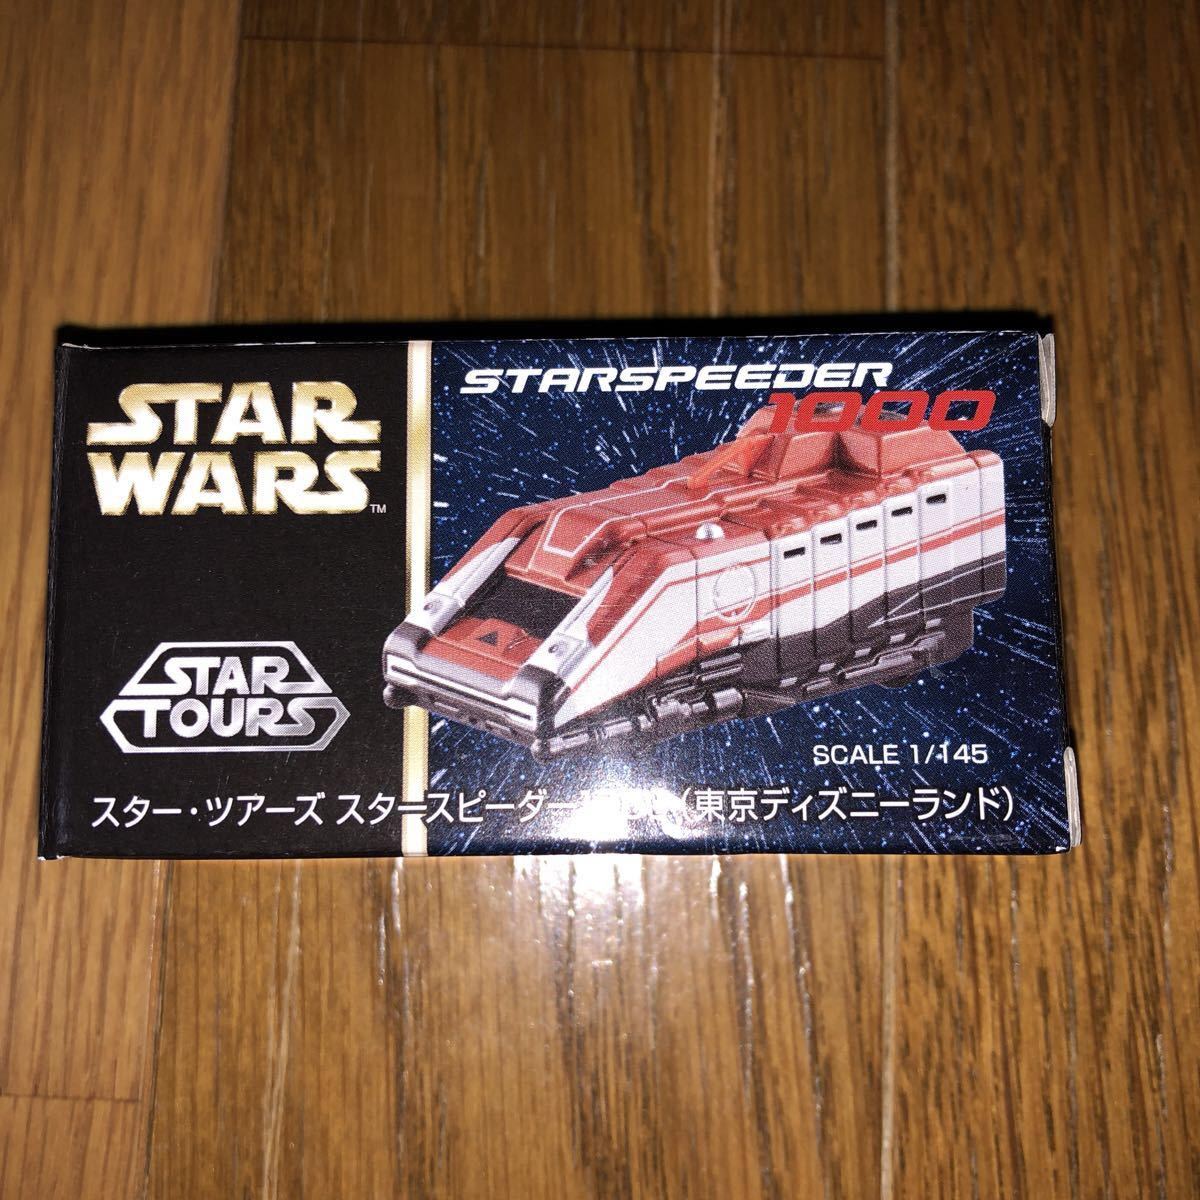 STAR
WARS
TM
STARSPEEDER
1000
STAR
TOURS
SCALE 1/145
スター・ツアーズ スタースピーダー （東京ディズニーランド）